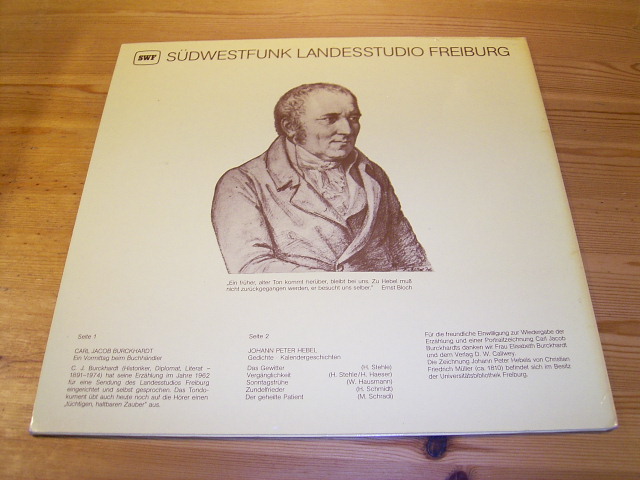 SWF SÜDWESTFUNK LANDESSTUDIO FREIBURG
„Ein früher, alter Ton kommt herüber, bleibt bei uns. Zu Hebel muß
nicht zurückgegangen werden, er besucht uns selber." Ernst Bloch
Seite 1
CARL JACOB BURCKHARDT
Ein Vormittag beim Buchhändler
C. J. Burckhardt (Historiker, Diplomat, Literat –
1891–1974) hat seine Erzählung im Jahre 1962
für eine Sendung des Landesstudios Freiburg
eingerichtet und selbst gesprochen. Das Tondo-
kument übt auch heute noch auf die Hörer einen
„tüchtigen, haltbaren Zauber" aus.
Seite 2
JOHANN PETER HEBEL
Gedichte Kalendergeschichten
Das Gewitter (H. Stehle)
Vergänglichkeit (H. Stehle/H. Haeser)
Sonntagsfrühe (W. Hausmann)
Zundelfrieder (H. Schmidt)
Der geheilte Patient (M. Schradi)
Für die freundliche Einwilligung zur Wiedergabe der
Erzählung und einer Portraitzeichnung Carl Jacob
Burckhardts danken wir Frau Elisabeth Burckhardt
und dem Verlag D. W. Callwey.
Die Zeichnung Johann Peter Hebels von Christian
Friedrich Müller (ca. 1810) befindet sich im Besitz
der Universitätsbibliothek Freiburg.